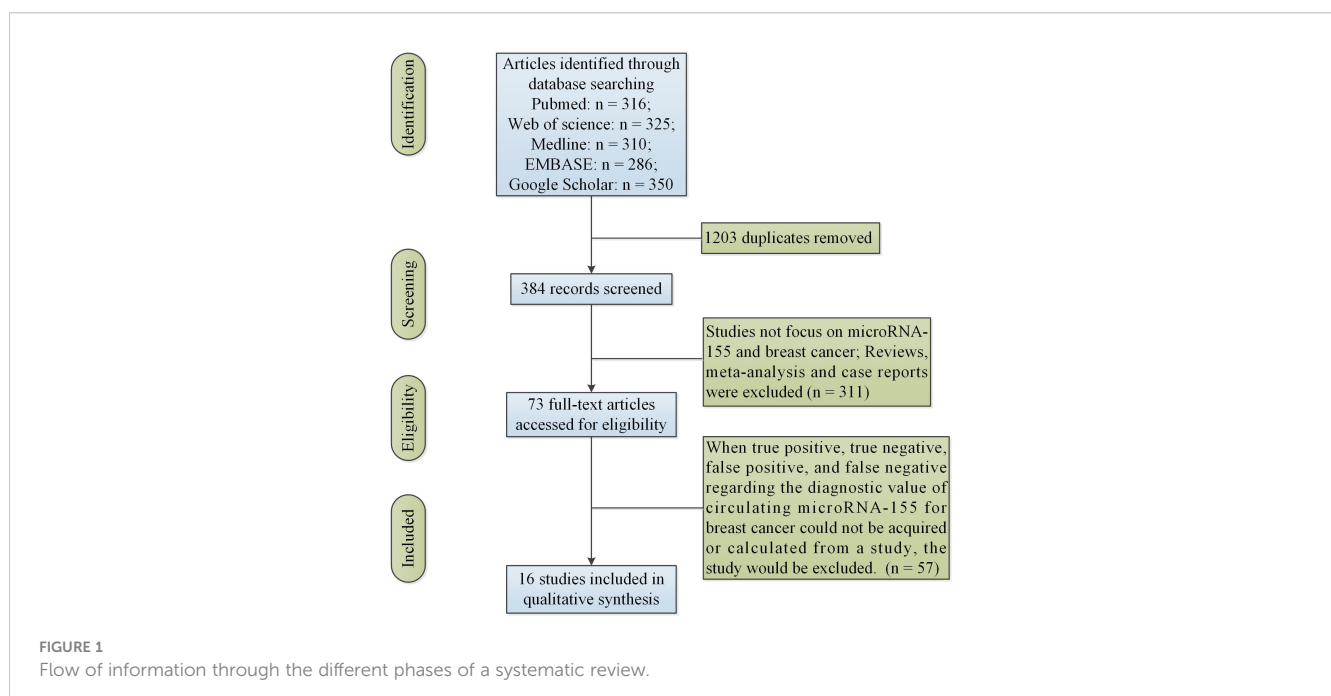 Identification
Articles identified through
database searching
Pubmed: n = 316;
Web of science: n = 325;
Medline: n = 310;
EMBASE: n = 286;
Google Scholar: n = 350
1203 duplicates removed
Screening
384 records screened
Studies not focus on microRNA-
155 and breast cancer; Reviews,
meta-analysis and case reports
were excluded (n = 311)
Eligibility
73 full-text articles
accessed for eligibility
When true positive, true negative,
false positive, and false negative
regarding the diagnostic value of
circulating microRNA-155 for
breast cancer could not be acquired
or calculated from a study, the
study would be excluded. (n = 57)
Included
16 studies included in
qualitative synthesis
FIGURE 1
Flow of information through the different phases of a systematic review.